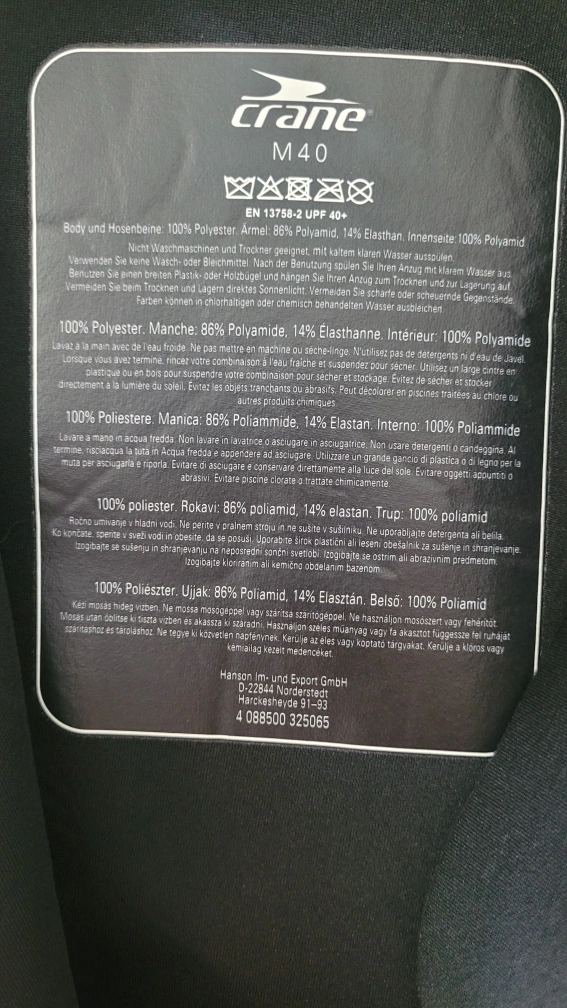 crane
M40
EN 13758-2 UPF 40+
Body und Hosenbeine: 100% Polyester. Ärmel: 86% Polyamid, 14% Elasthan. Innenseite: 100% Polyamid
Nicht Waschmaschinen und Trockner geeignet, mit kaltem klaren Wasser ausspülen.
Verwenden Sie keine Wasch- oder Bleichmittel. Nach der Benutzung spülen Sie Ihren Anzug mit klarem Wasser aus.
Benutzen Sie einen breiten Plastik- oder Holzbügel und hängen Sie Ihren Anzug zum Trocknen und zur Lagerung auf.
Vermeiden Sie beim Trocknen und Lagern direktes Sonnenlicht. Vermeiden Sie scharfe oder scheuernde Gegenstände.
Farben können in chlorhaltigen oder chemisch behandelten Wasser ausbleichen.
100% Polyester. Manche: 86% Polyamide, 14% Élasthanne. Intérieur: 100% Polyamide
Lavaz à la main avec de l'eau froide. Ne pas mettre en machine ou sèche-linge. N'utilisez pas de detergents ni d'eau de Javel.
Lorsque vous avez terminé, rincez votre combinaison à l'eau fraîche et suspendez pour sécher. Utilisez un large cintre en
plastique ou en bois pour suspendre votre combinaison pour sécher et stockage. Évitez de sécher et stocker
directement à la lumière du soleil. Évitez les objets tranchants ou abrasifs. Peut décolorer en piscines traitées au chlore ou
autres produits chimiques.
100% Poliestere. Manica: 86% Poliammide, 14% Elastan. Interno: 100% Poliammide
Lavare a mano in acqua fredda. Non lavare in lavatrice o asciugare in asciugatrice. Non usare detergenti o candeggina. Al
termine, risciacqua la tuta in Acqua fredda e appendere ad asciugare. Utilizzare un grande gancio di plastica o di legno per la
muta per asciugarla e riporla. Evitare di asciugare e conservare direttamente alla luce del sole. Evitare oggetti appuntiti o
abrasivi. Evitare piscine clorate o trattate chimicamente.
100% poliester. Rokavi: 86% poliamid, 14% elastan. Trup: 100% poliamid
Ročno umivanje v hladni vodi. Ne perite v pralnem stroju in ne sušite v sušilniku. Ne uporabljajte detergenta ali belila.
Ko končate, sperite v sveži vodi in obesite, da se posuši. Uporabite širok plastični ali leseni obešalnik za sušenje in shranjevanje.
Izogibajte se sušenju in shranjevanju na neposredni sončni svetlobi. Izogibajte se ostrim ali abrazivnim predmetom.
Izogibajte kloriranim ali kemično obdelanim bazenom.
100% Poliészter. Ujjak: 86% Poliamid, 14% Elasztán. Belső: 100% Poliamid
Kézi mosás hideg vízben. Ne mossa mosógéppel vagy szárítsa szárítógéppel. Ne használjon mosószert vagy fehérítőt.
Mosás után öblítse ki tiszta vízben és akassza ki száradni. Használjon széles műanyag vagy fa akasztót függessze fel ruháját
szárításhoz és tároláshoz. Ne tegye ki közvetlen napfénynek. Kerülje az éles vagy koptató tárgyakat. Kerülje a klóros vagy
kémiailag kezelt medencéket.
Hanson Im- und Export GmbH
D-22844 Norderstedt
Harckesheyde 91–93
4 088500 325065